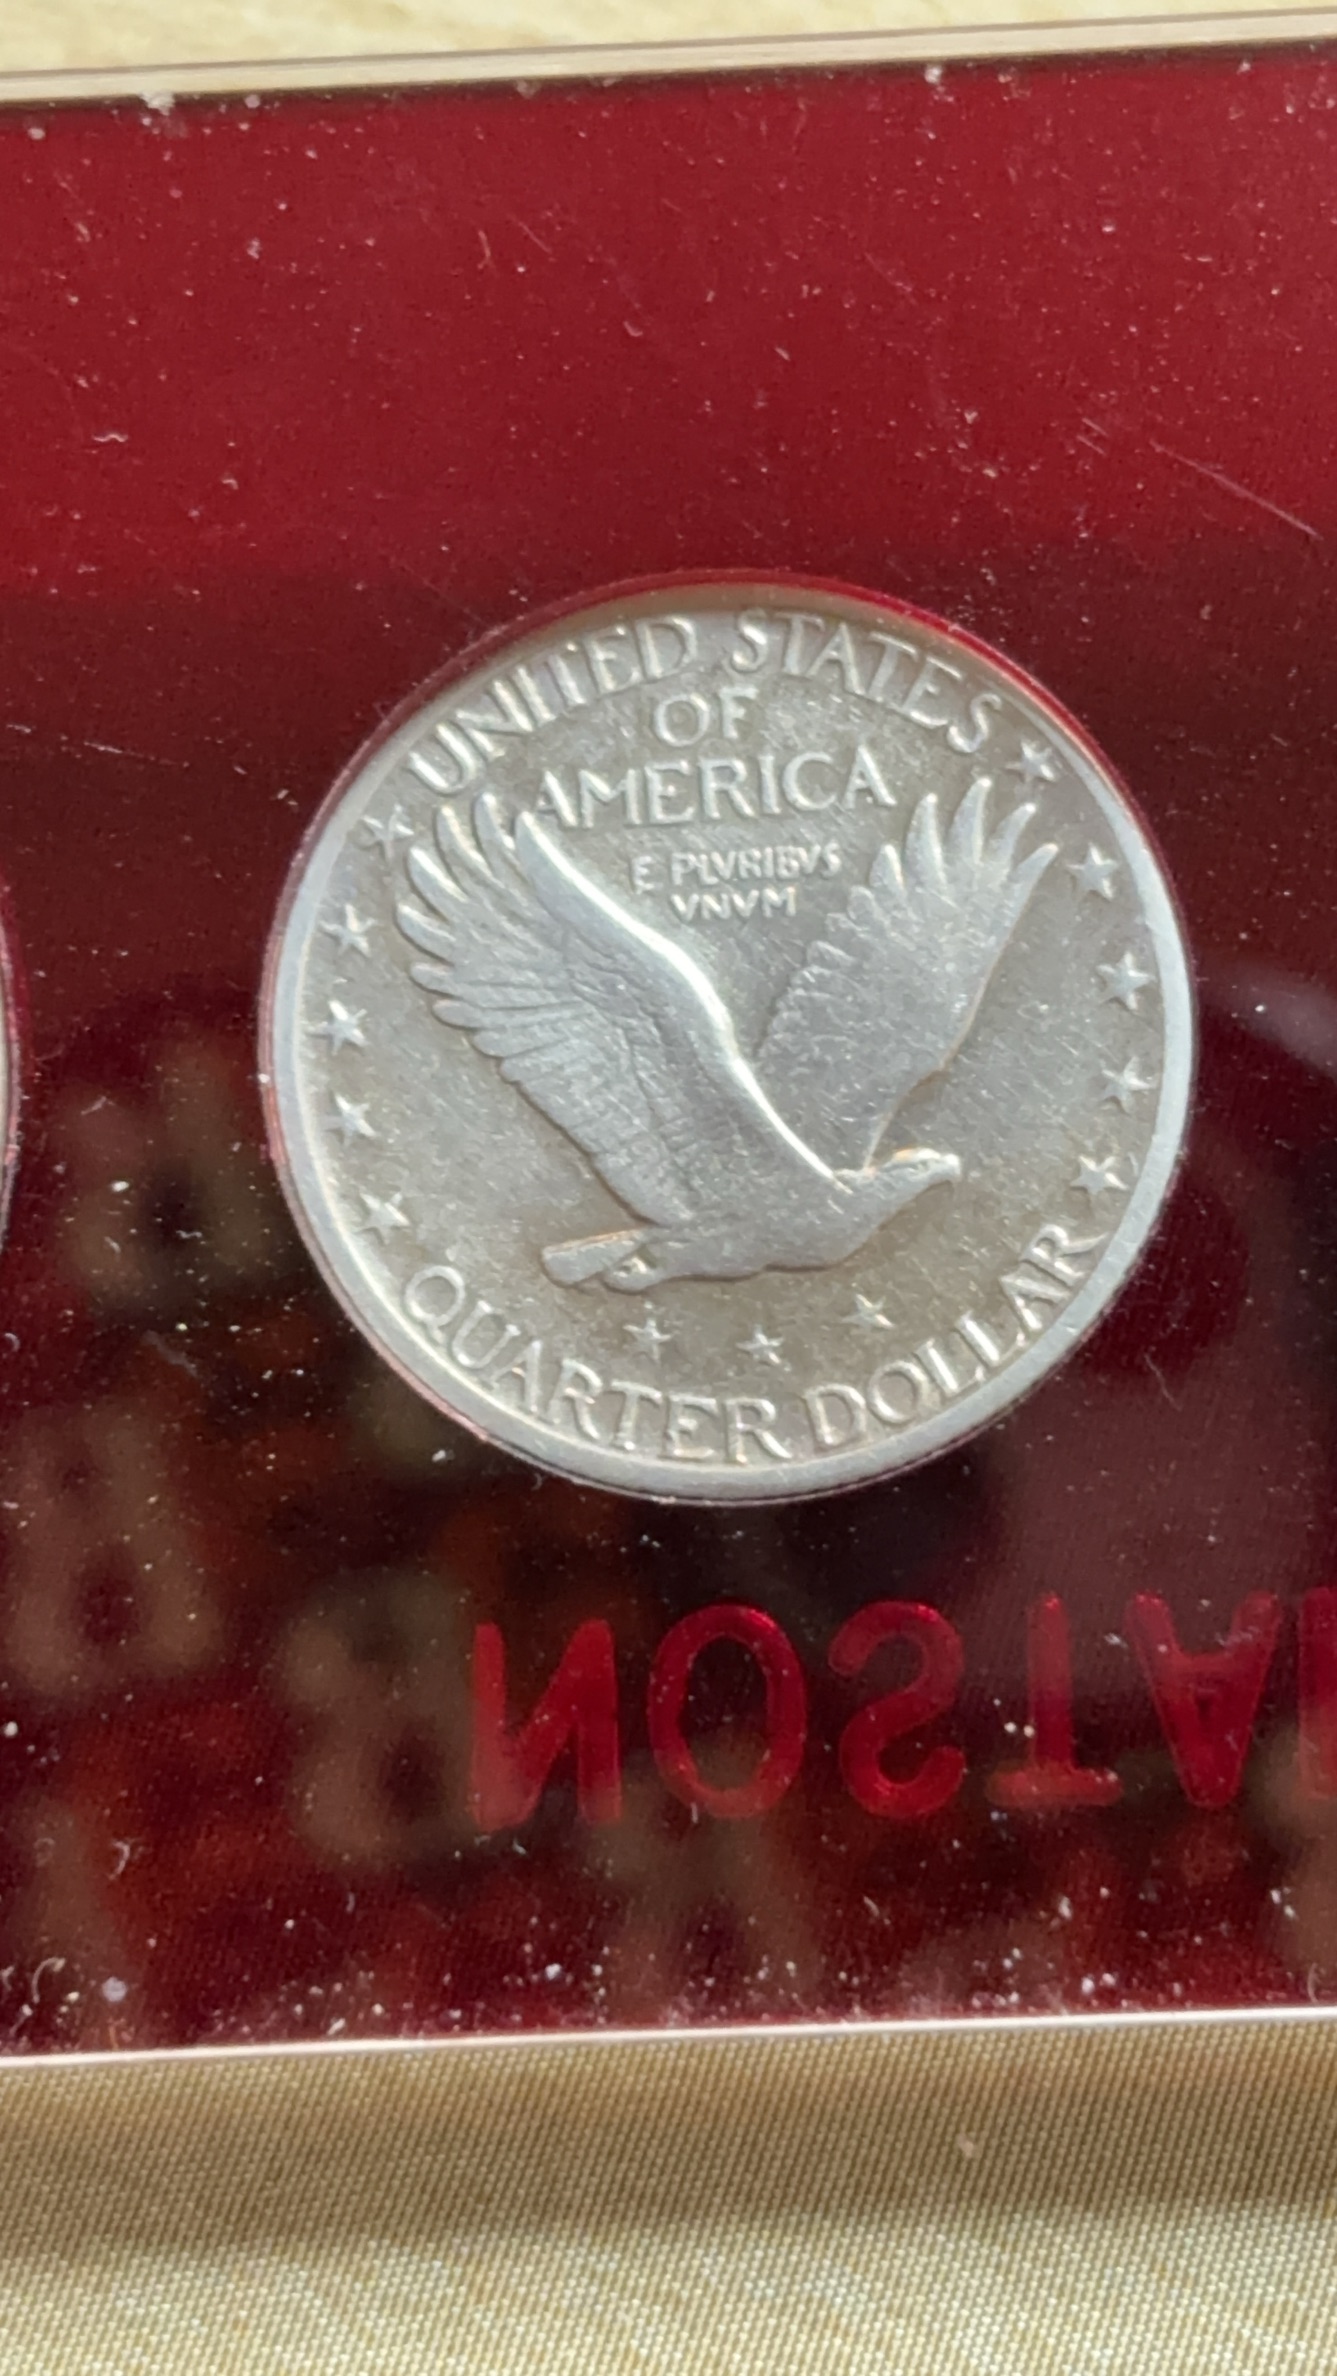 UNITED STATES
OF
AMERICA
E PLVRIBVS
VNVM
QUARTER DOLLAR